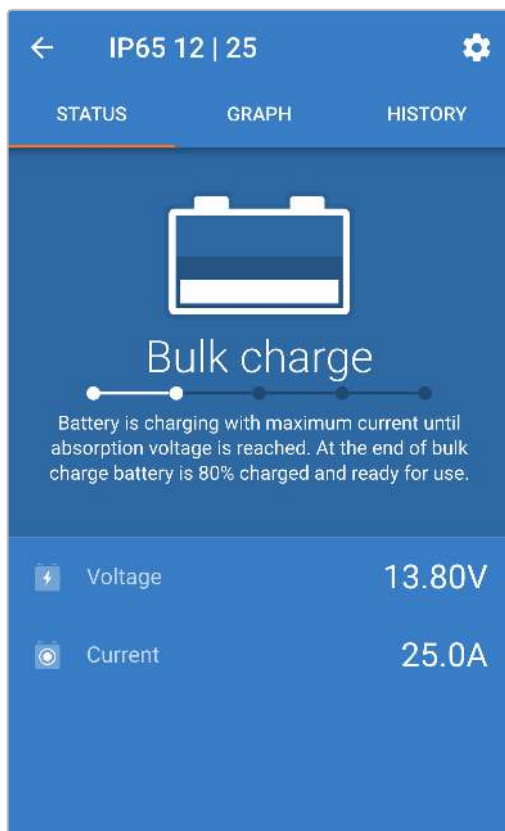 IP65 12 | 25
STATUS GRAPH HISTORY
Bulk charge
Battery is charging with maximum current until
absorption voltage is reached. At the end of bulk
charge battery is 80% charged and ready for use.
Voltage 13.80V
Current 25.0A